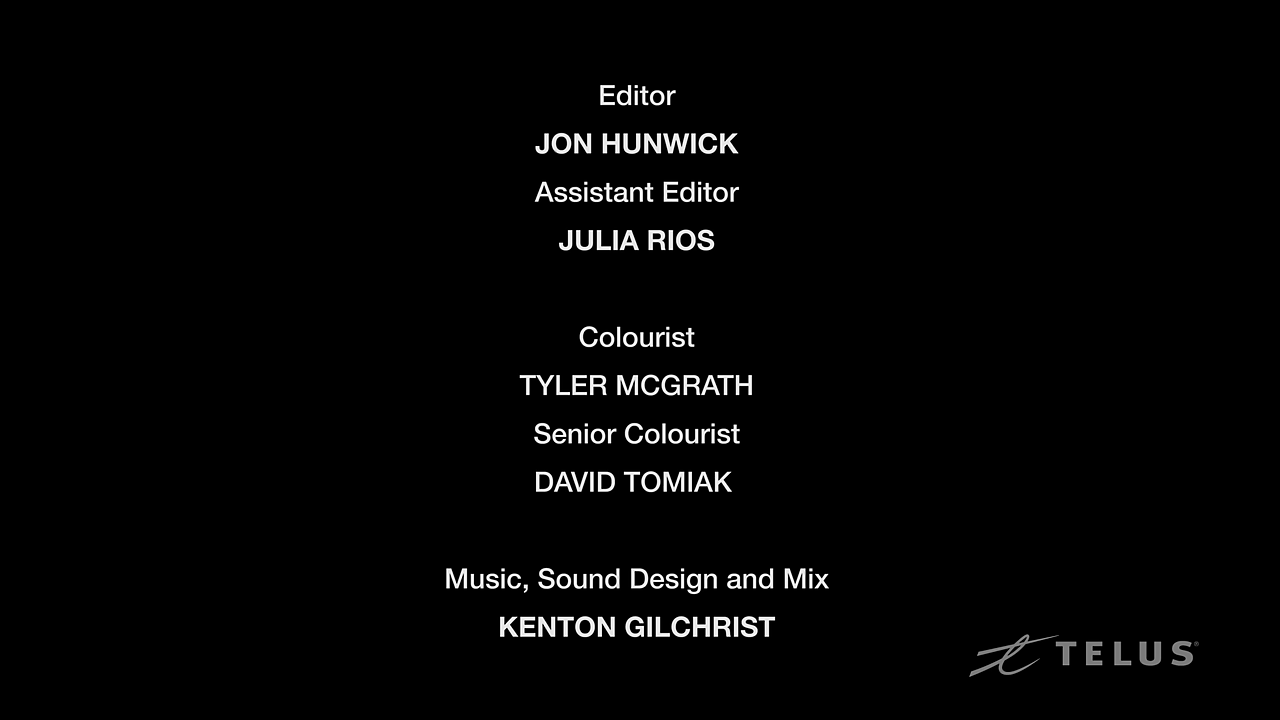 Editor
JON HUNWICK
Assistant Editor
JULIA RIOS
Colourist
TYLER MCGRATH
Senior Colourist
DAVID TOMIAK
Music, Sound Design and Mix
KENTON GILCHRIST
TELUS®